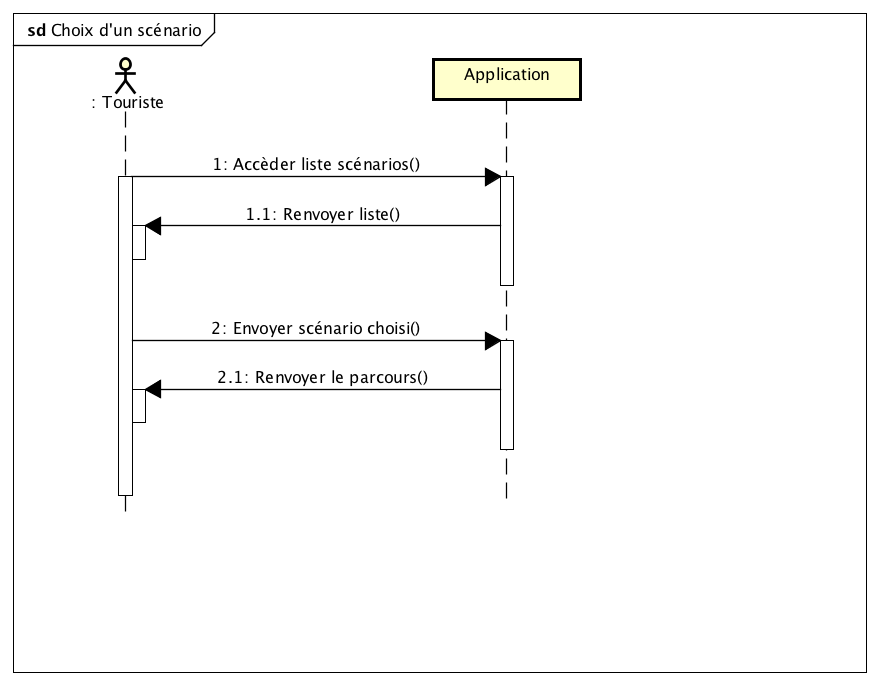 sd Choix d'un scénario
: Touriste
Application
1: Accèder liste scénarios()
1.1: Renvoyer liste()
2: Envoyer scénario choisi()
2.1: Renvoyer le parcours()